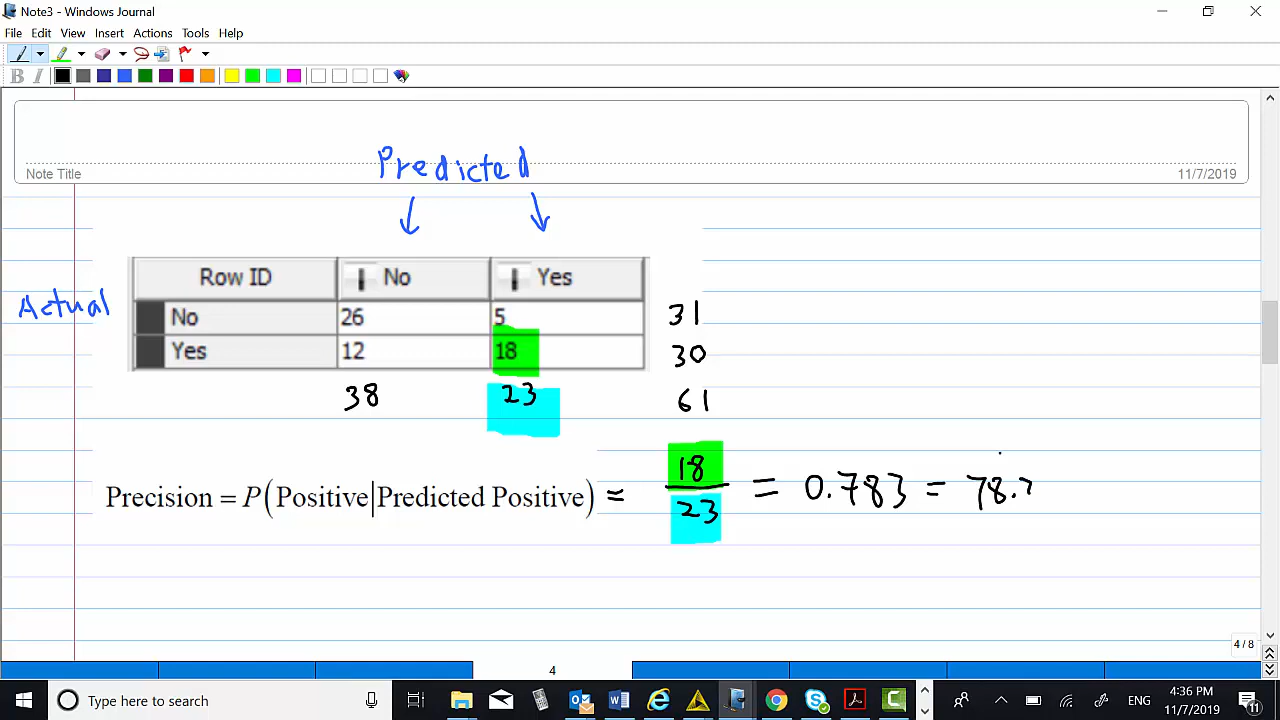 Note3 - Windows Journal
File Edit View Insert Actions Tools Help
B I
Predicted
Note Title
11/7/2019
Row ID No Yes
Actual
No 26 5 31
Yes 12 18 30
38 23 61
Precision = P(Positive|Predicted Positive) ≈ 18/23 = 0.783 = 78.
4 / 8
4
Type here to search
ENG
4:36 PM
11/7/2019
11